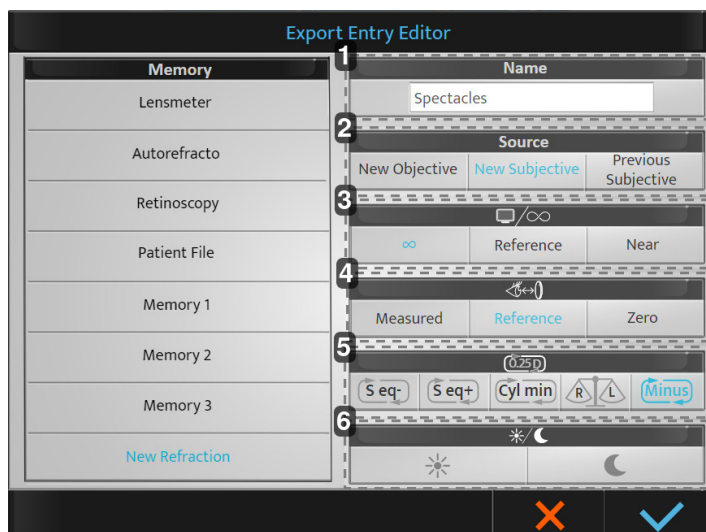 Export Entry Editor
Memory
Lensmeter
Autorefracto
Retinoscopy
Patient File
Memory 1
Memory 2
Memory 3
New Refraction
1
Name
Spectacles
2
Source
New Objective New Subjective Previous Subjective
3
/∞
∞ Reference Near
4
Measured Reference Zero
5
0.25D
S eq- S eq+ Cyl min R L Minus
6